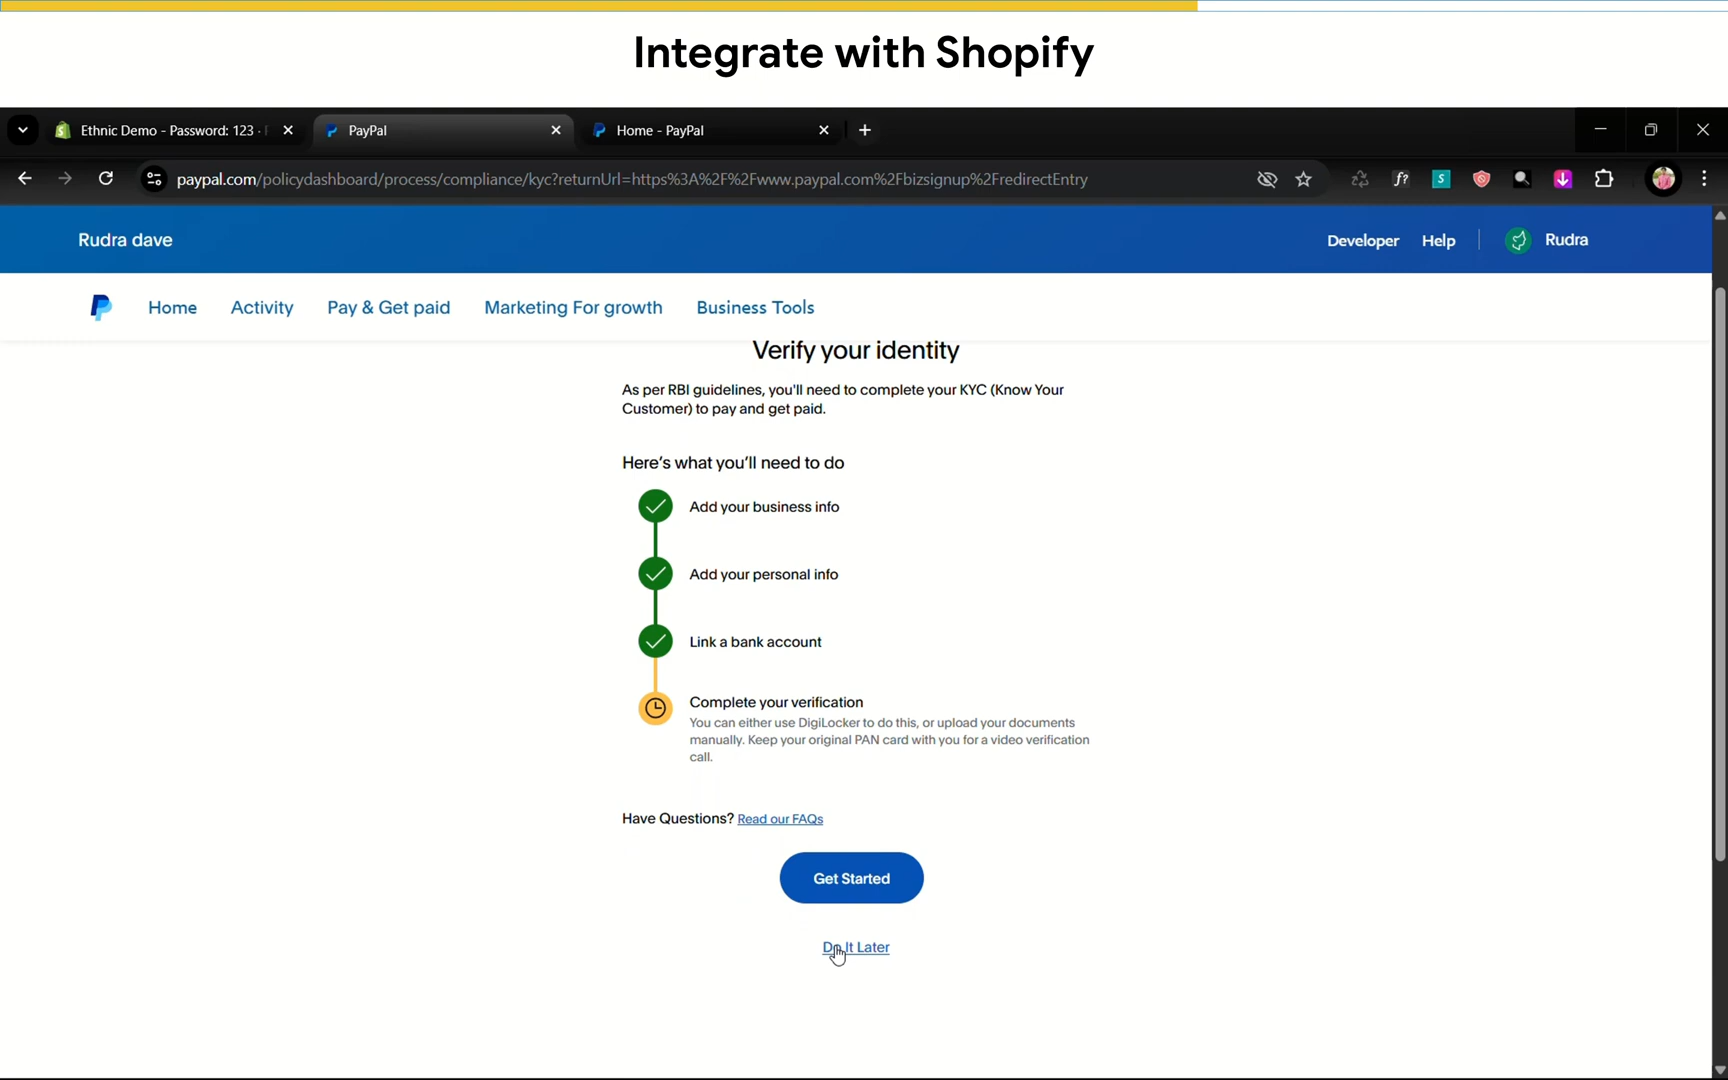 Integrate with Shopify
Ethnic Demo - Password: 123 ·
PayPal
Home - PayPal
paypal.com/policydashboard/process/compliance/kyc?returnUrl=https%3A%2F%2Fwww.paypal.com%2Fbizsignup%2FredirectEntry
f?
S
Rudra dave
Developer
Help
Rudra
Home
Activity
Pay & Get paid
Marketing For growth
Business Tools
Verify your identity
As per RBI guidelines, you'll need to complete your KYC (Know Your
Customer) to pay and get paid.
Here's what you'll need to do
Add your business info
Add your personal info
Link a bank account
Complete your verification
You can either use DigiLocker to do this, or upload your documents
manually. Keep your original PAN card with you for a video verification
call.
Have Questions? Read our FAQs
Get Started
Do It Later